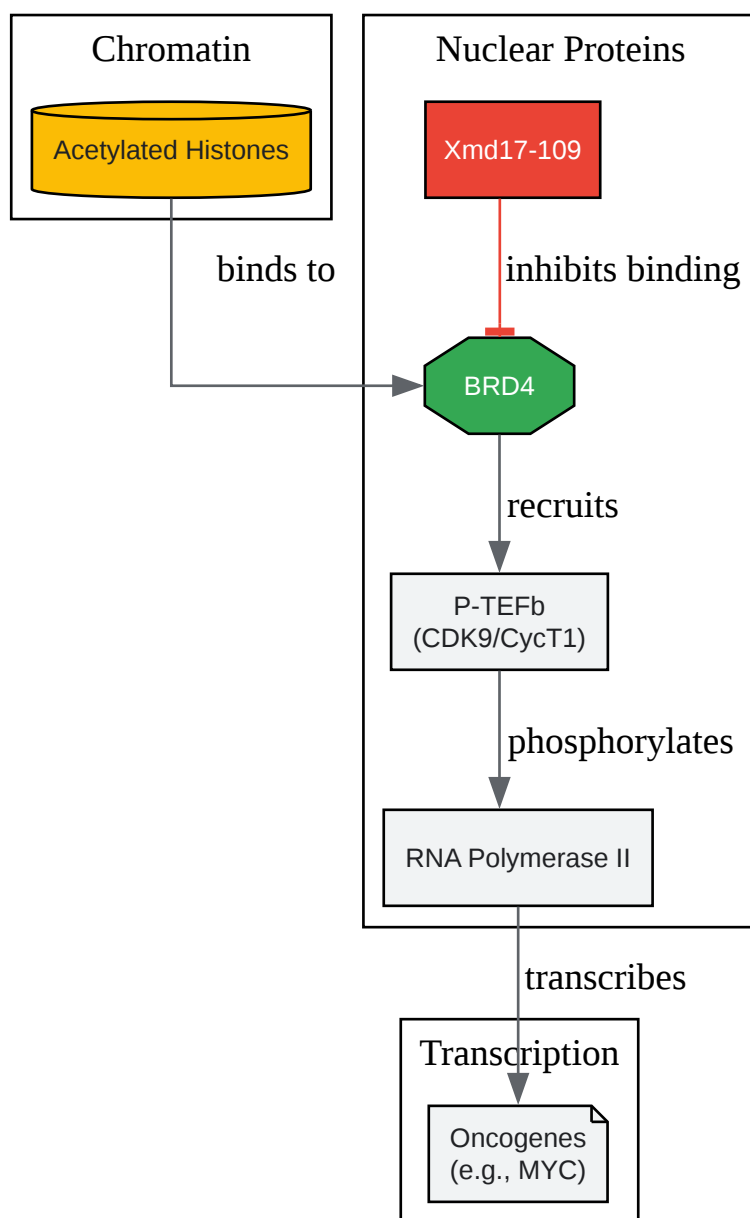 Chromatin
Nuclear Proteins
Acetylated Histones
Xmd17-109
binds to
inhibits binding
BRD4
recruits
P-TEFb
(CDK9/CycT1)
phosphorylates
RNA Polymerase II
transcribes
Transcription
Oncogenes
(e.g., MYC)